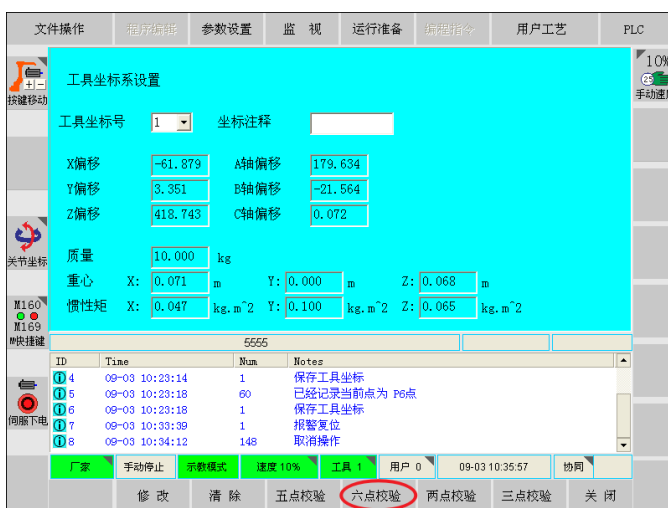 文件操作 程序编辑 参数设置 监 视 运行准备 编程指令 用户工艺 PLC
按键移动
10%
手动速度
工具坐标系设置
工具坐标号 1 坐标注释
X偏移 -61.879 A轴偏移 179.634
Y偏移 3.351 B轴偏移 -21.564
Z偏移 418.743 C轴偏移 0.072
关节坐标
质量 10.000 kg
重心 X: 0.071 m Y: 0.000 m Z: 0.068 m
惯性矩 X: 0.047 kg.m^2 Y: 0.100 kg.m^2 Z: 0.065 kg.m^2
M160
M169
M快捷键
5555
ID Time Num Notes
4 09-03 10:23:14 1 保存工具坐标
5 09-03 10:23:18 60 已经记录当前点为 P6点
6 09-03 10:23:18 1 保存工具坐标
7 09-03 10:33:39 1 报警复位
8 09-03 10:34:12 148 取消操作
伺服下电
厂家 手动停止 示教模式 速度 10% 工具 1 用户 0 09-03 10:35:57 协同
修 改 清 除 五点校验 六点校验 两点校验 三点校验 关 闭